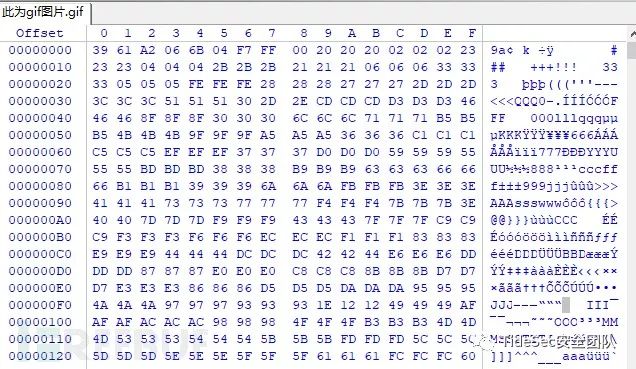 此为gif图片.gif
Offset 0 1 2 3 4 5 6 7 8 9 A B C D E F
00000000 39 61 A2 06 6B 04 F7 FF 00 20 20 20 02 02 02 23 9a¢ k ÷ÿ #
00000010 23 23 04 04 04 2B 2B 2B 21 21 21 06 06 06 33 33 ## +++!!! 33
00000020 33 05 05 05 FE FE FE 28 28 28 27 27 27 2D 2D 2D 3 þþþ((('''---
00000030 3C 3C 3C 51 51 51 30 2D 2E CD CD CD D3 D3 D3 46 <<<QQQ0-.ÍÍÍÓÓÓF
00000040 46 46 8F 8F 8F 30 30 30 6C 6C 6C 71 71 71 B5 B5 FF 000lllqqqµµ
00000050 B5 4B 4B 4B 9F 9F 9F A5 A5 A5 36 36 36 C1 C1 C1 µKKKŸŸŸ¥¥¥666ÁÁÁ
00000060 C5 C5 C5 EF EF EF 37 37 37 D0 D0 D0 59 59 59 55 ÅÅÅïïï777ÐÐÐYYYU
00000070 55 55 BD BD BD 38 38 38 B9 B9 B9 63 63 63 66 66 UU½½½888¹¹¹cccff
00000080 66 B1 B1 B1 39 39 39 6A 6A 6A FB FB FB 3E 3E 3E f±±±999jjjûûû>>>
00000090 41 41 41 73 73 73 77 77 77 F4 F4 F4 7B 7B 7B 3E AAAssswwwôôô{{{>
000000A0 40 40 7D 7D 7D F9 F9 F9 43 43 43 7F 7F 7F C9 C9 @@}}}ùùùCCC ÉÉ
000000B0 C9 F3 F3 F3 F6 F6 F6 EC EC EC F1 F1 F1 83 83 83 Éóóóöööìììñññƒƒƒ
000000C0 E9 E9 E9 44 44 44 DC DC DC 42 42 44 E6 E6 E6 DD éééDDDÜÜÜBBDæææÝ
000000D0 DD DD 87 87 87 E0 E0 E0 C8 C8 C8 8B 8B 8B D7 D7 ÝÝ‡‡‡àààÈÈÈ‹‹‹××
000000E0 D7 E3 E3 E3 86 86 86 D5 D5 D5 DA DA DA 95 95 95 ×ããã†††ÕÕÕÚÚÚ•••
000000F0 4A 4A 4A 97 97 97 93 93 93 1E 12 12 49 49 49 AF JJJ———“““ III¯
00000100 AF AF AC AC AC 98 98 98 4F 4F 4F B3 B3 B3 4D 4D ¯¯¬¬¬˜˜˜OOO³³³MM
00000110 4D 53 53 53 54 54 54 5B 5B 5B FD FD FD 5C 5C 5C
00000120 5D 5D 5D 5E 5E 5E 5F 5F 5F 61 61 61 FC FC FC 60 ]]]^^^___aaaüüü`
REEBUF
TideSec安全团队